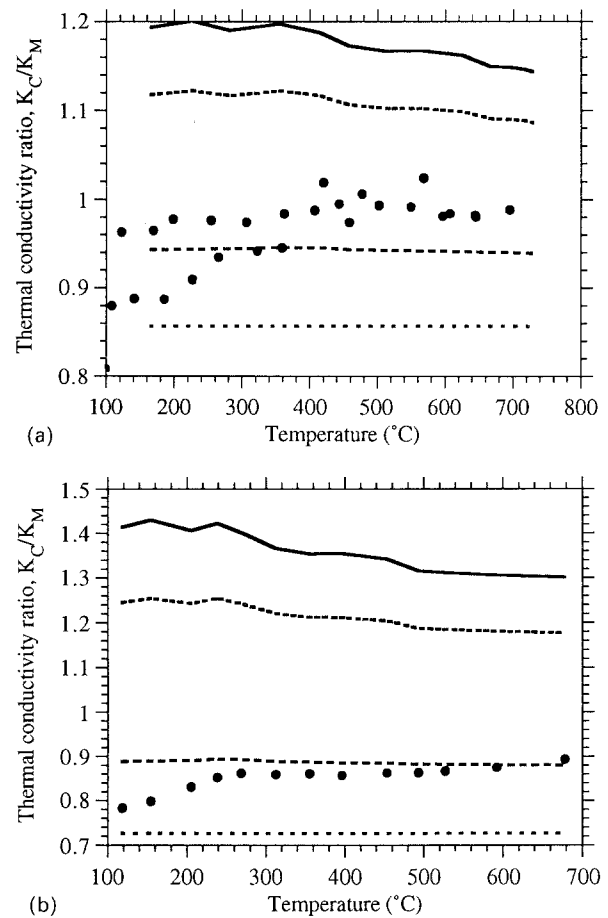 1.2
1.1
1
0.9
0.8
Thermal conductivity ratio, K_C/K_M
100 200 300 400 500 600 700 800
(a) Temperature (°C)
1.5
1.4
1.3
1.2
1.1
1
0.9
0.8
0.7
Thermal conductivity ratio, K_C/K_M
100 200 300 400 500 600 700
(b) Temperature (°C)